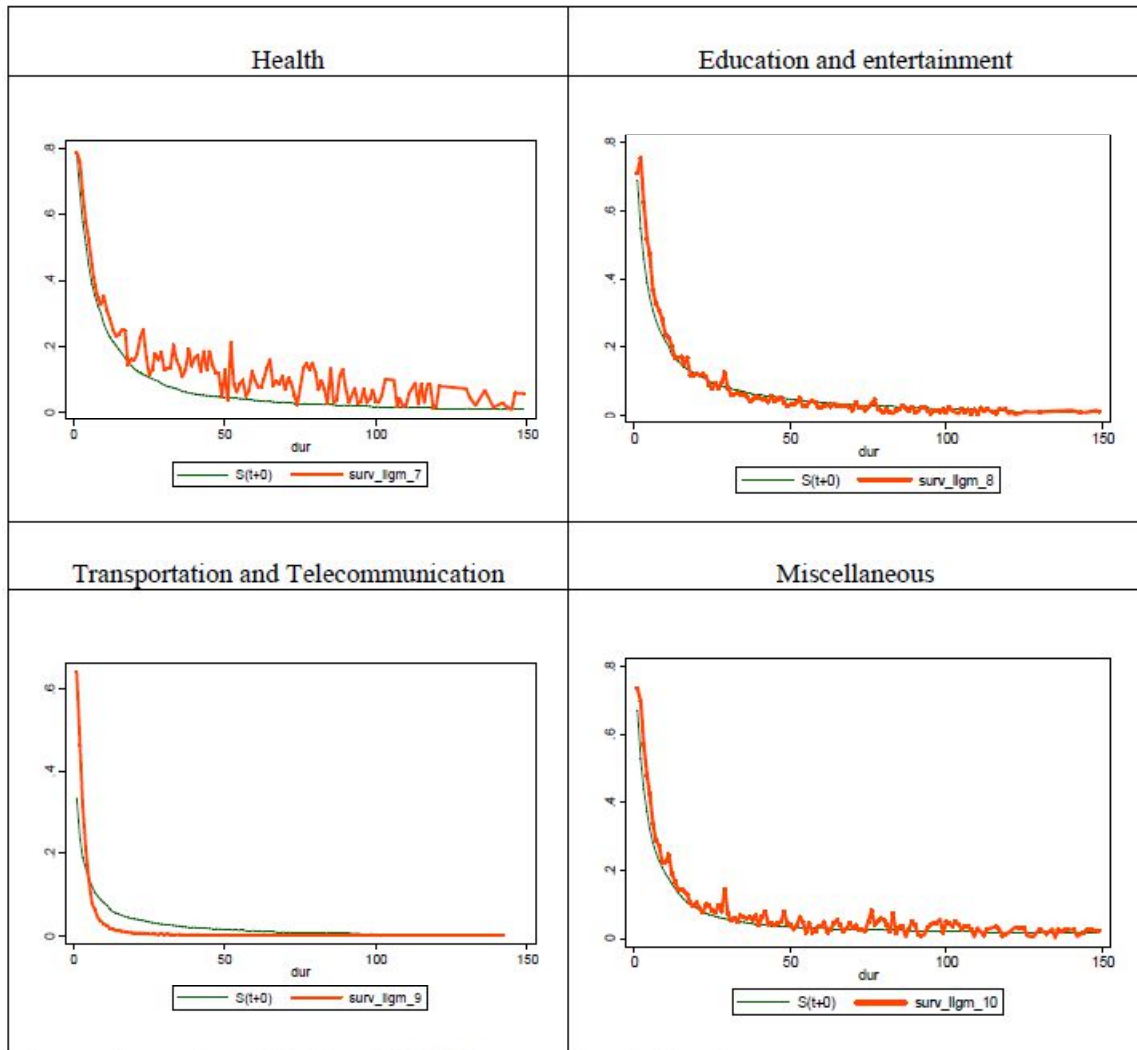 Health
Education and entertainment
.8
.6
.4
.2
0
0 50 100 150
dur
S(t+0) surv_llgm_7
.8
.6
.4
.2
0
0 50 100 150
dur
S(t+0) surv_llgm_8
Transportation and Telecommunication
Miscellaneous
.6
.4
.2
0
0 50 100 150
dur
S(t+0) surv_llgm_9
.8
.6
.4
.2
0
0 50 100 150
dur
S(t+0) surv_llgm_10